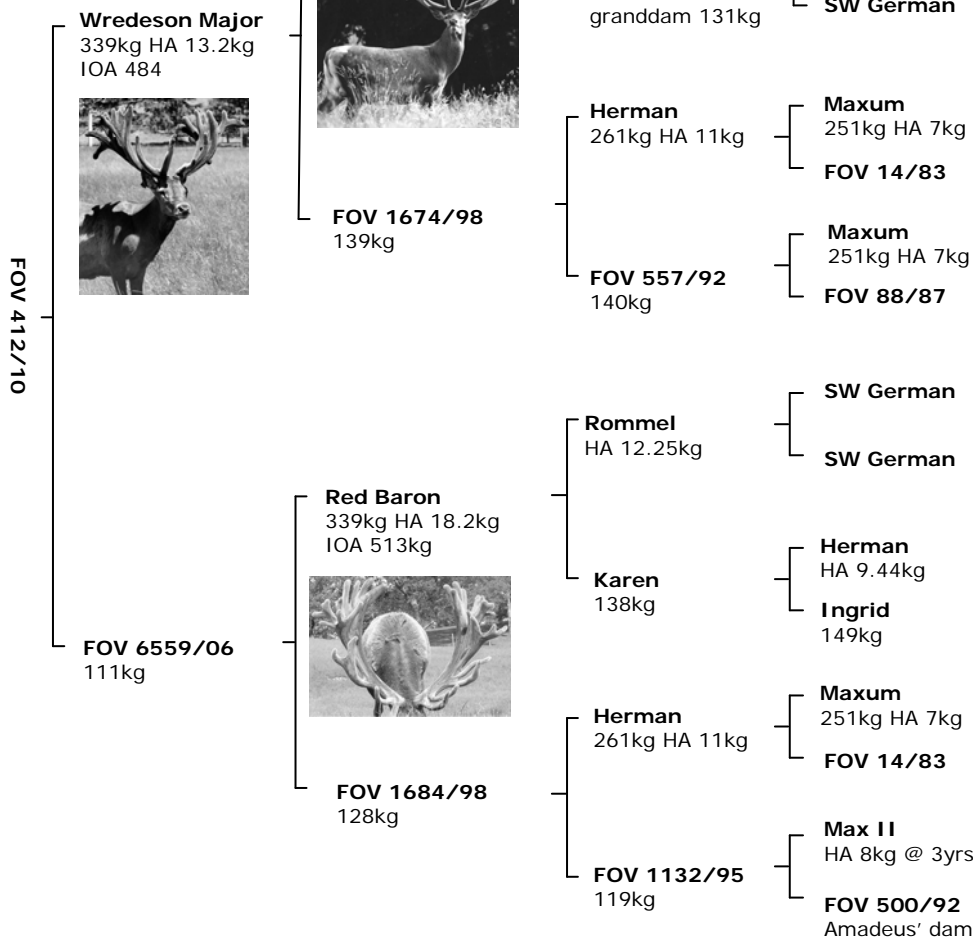 granddam 131kg
SW German
Wredeson Major
339kg HA 13.2kg
IOA 484
Herman
261kg HA 11kg
Maxum
251kg HA 7kg
FOV 14/83
FOV 1674/98
139kg
Maxum
251kg HA 7kg
FOV 557/92
140kg
FOV 88/87
FOV 412/10
SW German
Rommel
HA 12.25kg
SW German
Red Baron
339kg HA 18.2kg
IOA 513kg
Herman
HA 9.44kg
Karen
138kg
Ingrid
149kg
FOV 6559/06
111kg
Maxum
251kg HA 7kg
Herman
261kg HA 11kg
FOV 14/83
FOV 1684/98
128kg
Max II
HA 8kg @ 3yrs
FOV 1132/95
119kg
FOV 500/92
Amadeus' dam